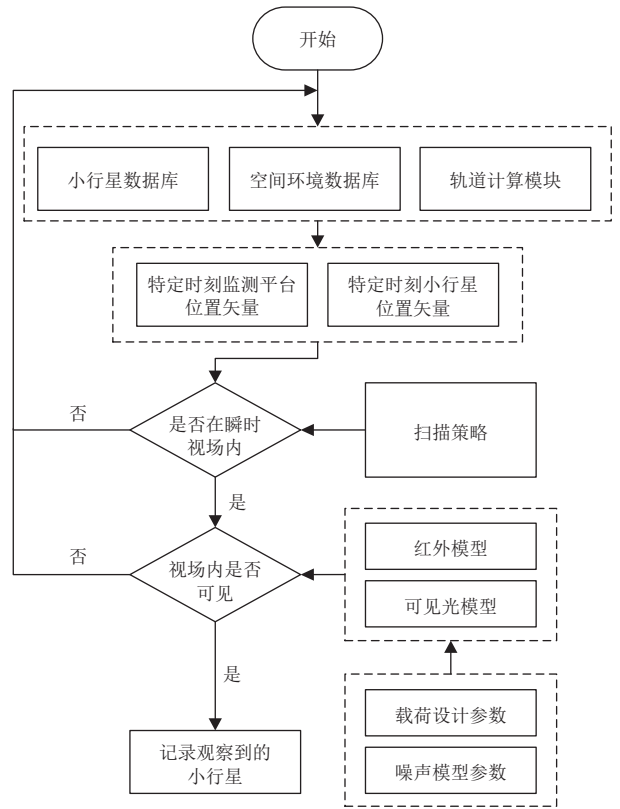 开始
小行星数据库
空间环境数据库
轨道计算模块
特定时刻监测平台
位置矢量
特定时刻小行星
位置矢量
否
是否在瞬时
视场内
扫描策略
是
否
视场内是否
可见
红外模型
可见光模型
是
载荷设计参数
噪声模型参数
记录观察到的
小行星